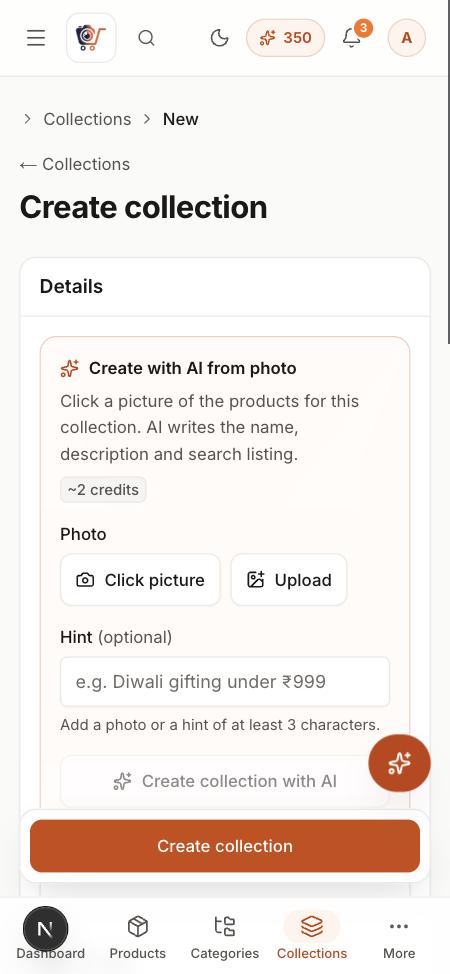 350
3
A
Collections
New
← Collections
Create collection
Details
Create with AI from photo
Click a picture of the products for this
collection. AI writes the name,
description and search listing.
~2 credits
Photo
Click picture
Upload
Hint (optional)
e.g. Diwali gifting under ₹999
Add a photo or a hint of at least 3 characters.
Create collection with AI
Create collection
N
Dashboard
Products
Categories
Collections
More